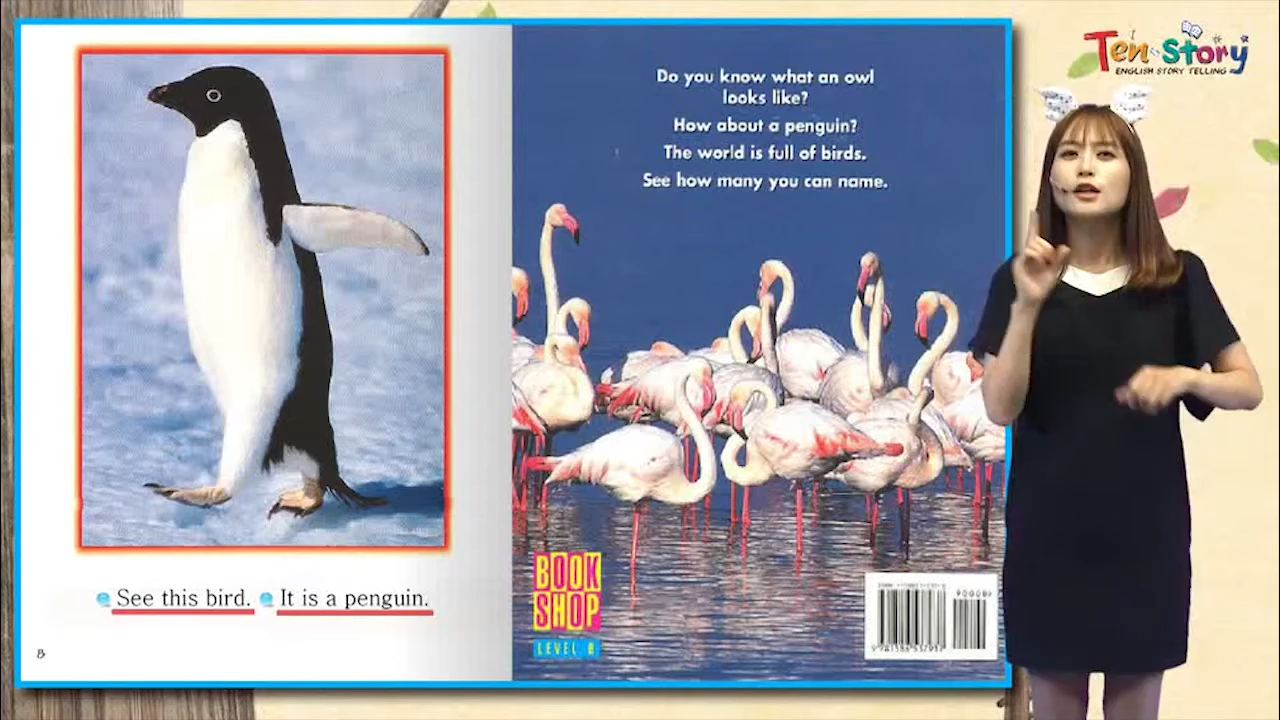 See this bird. It is a penguin.
8
Do you know what an owl
looks like?
How about a penguin?
The world is full of birds.
See how many you can name.
BOOK
SHOP
LEVEL B
90000
Ten Story
ENGLISH STORY TELLING